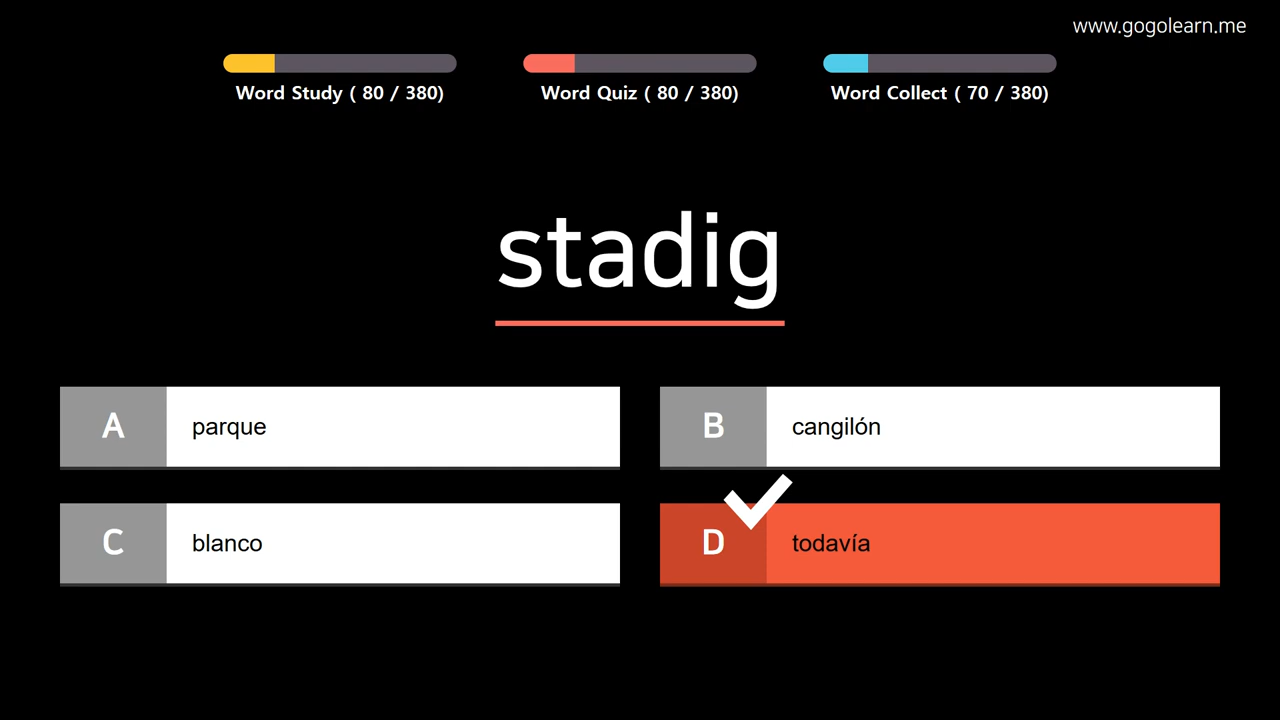 www.gogolearn.me
Word Study ( 80 / 380)
Word Quiz ( 80 / 380)
Word Collect ( 70 / 380)
stadig
A parque
B cangilón
C blanco
D todavía